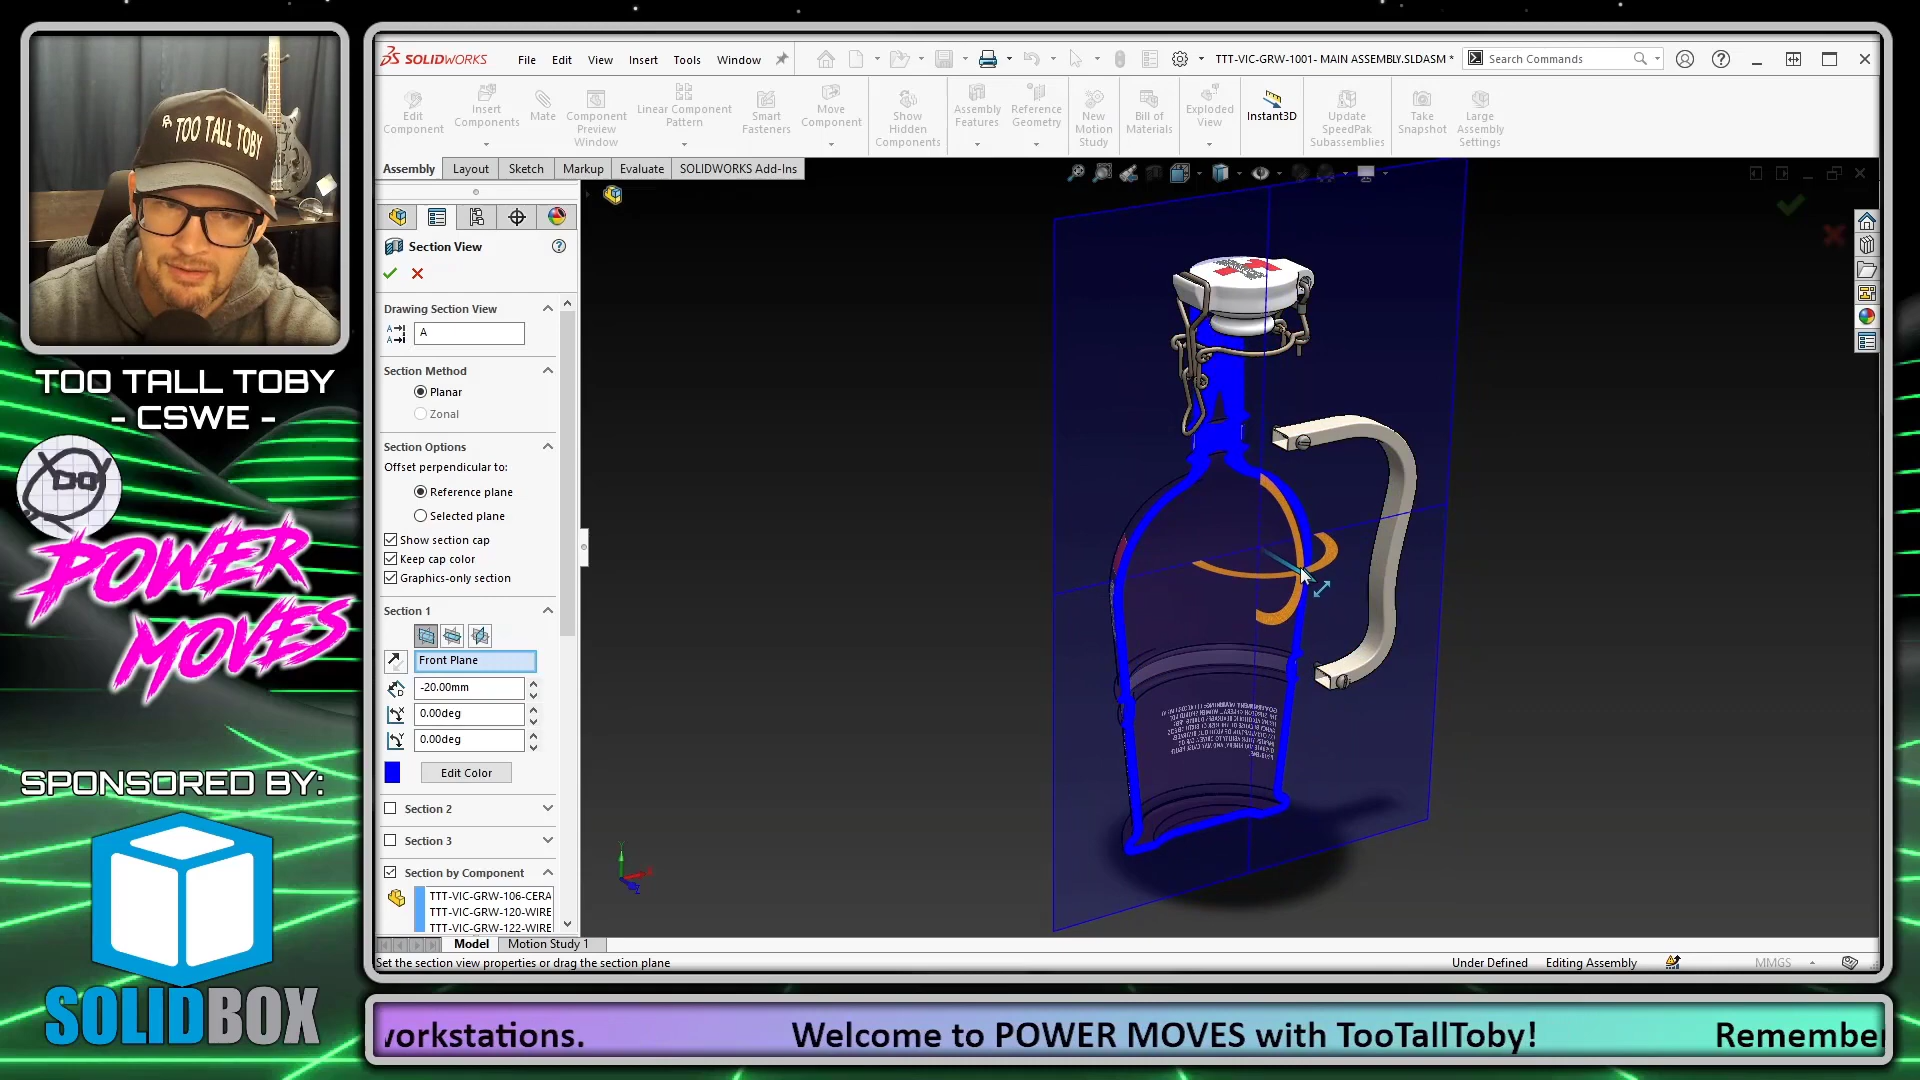 TOO TALL TOBY
TOO TALL TOBY
- CSWE -
POWER
MOVES
SPONSORED BY:
SOLIDBOX
SOLIDWORKS
File
Edit
View
Insert
Tools
Window
TTT-VIC-GRW-1001- MAIN ASSEMBLY.SLDASM *
Search Commands
Edit
Component
Insert
Components
Mate
Component
Preview
Window
Linear Component
Pattern
Smart
Fasteners
Move
Component
Show
Hidden
Components
Assembly
Features
Reference
Geometry
New
Motion
Study
Bill of
Materials
Exploded
View
Instant3D
Update
SpeedPak
Subassemblies
Take
Snapshot
Large
Assembly
Settings
Assembly
Layout
Sketch
Markup
Evaluate
SOLIDWORKS Add-Ins
Section View
Drawing Section View
A
Section Method
Planar
Zonal
Section Options
Offset perpendicular to:
Reference plane
Selected plane
Show section cap
Keep cap color
Graphics-only section
Section 1
Front Plane
-20.00mm
0.00deg
0.00deg
Edit Color
Section 2
Section 3
Section by Component
TTT-VIC-GRW-106-CERA
TTT-VIC-GRW-120-WIRE
TTT-VIC-GRW-122-WIRE
Model
Motion Study 1
Set the section view properties or drag the section plane
Under Defined
Editing Assembly
MMGS
workstations.
Welcome to POWER MOVES with TooTallToby!
Remember